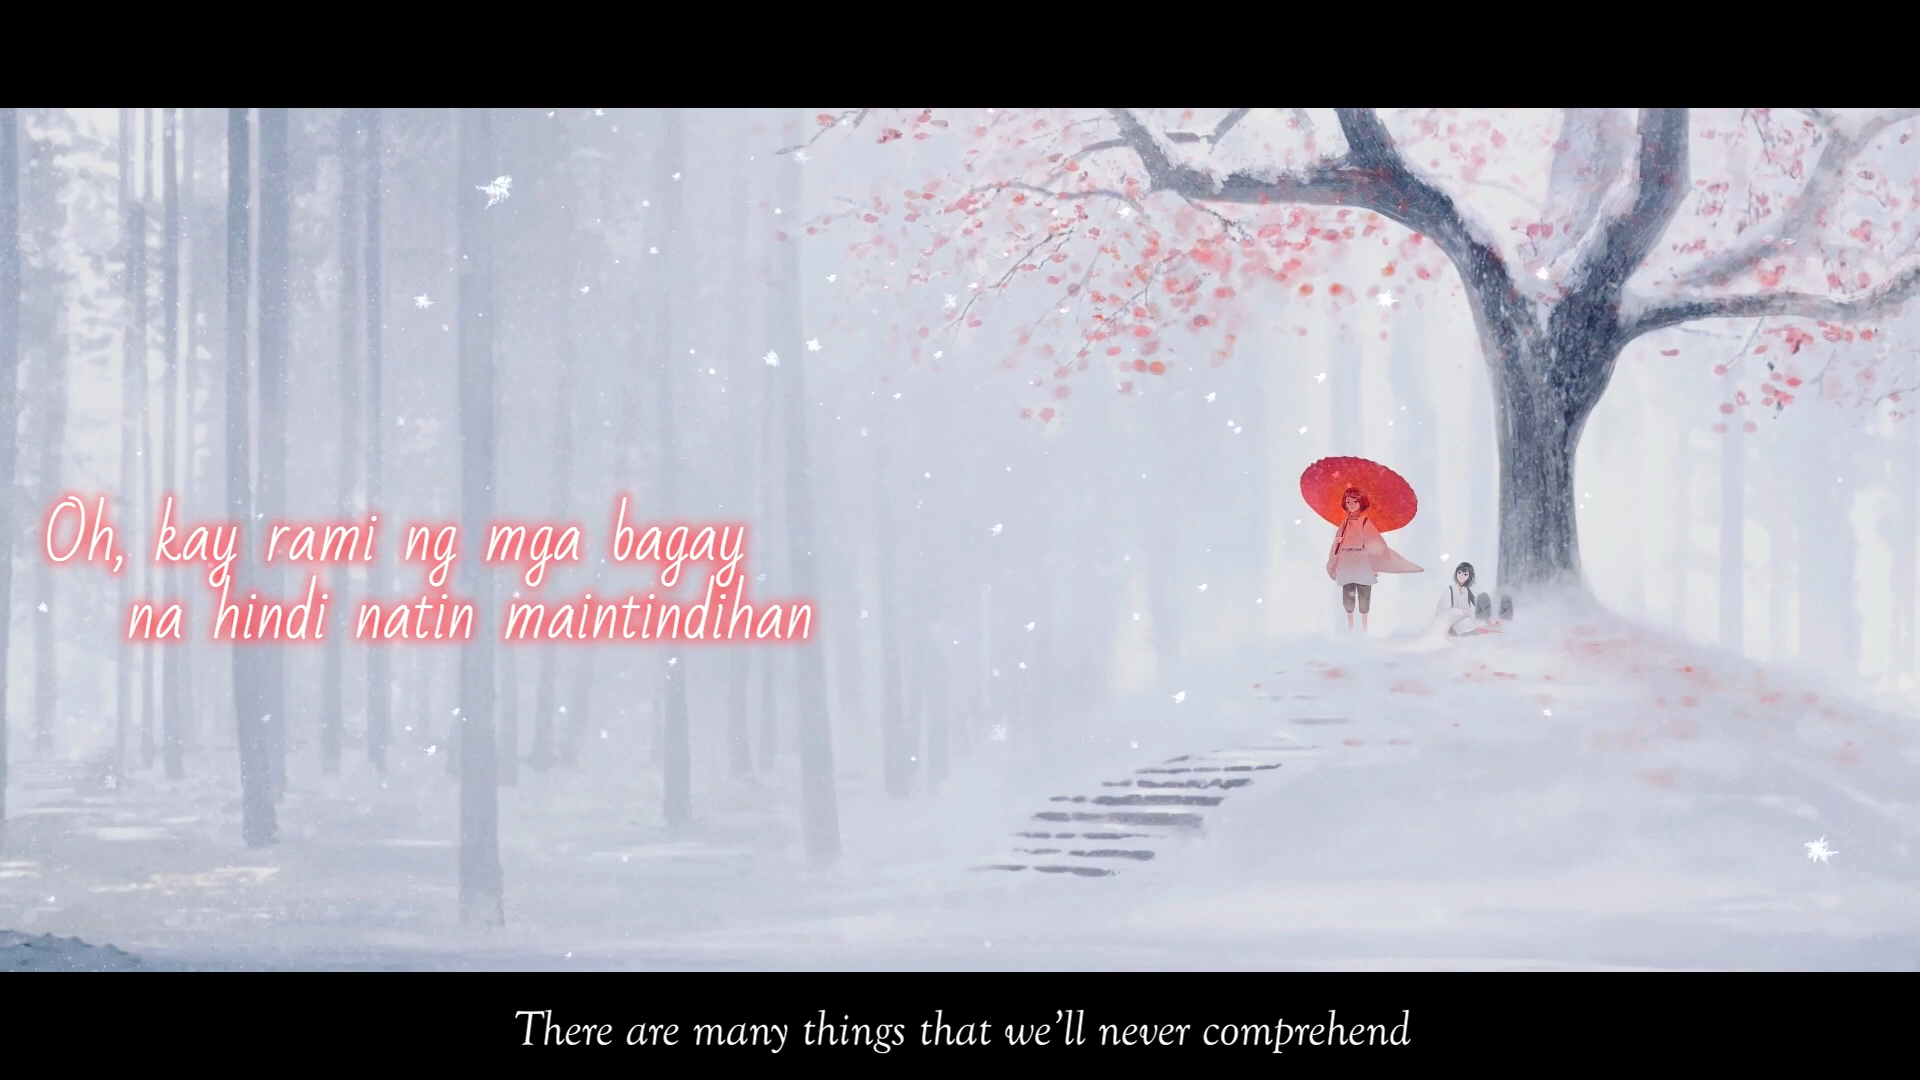 Oh, kay rami ng mga bagay
na hindi natin maintindihan
There are many things that we’ll never comprehend